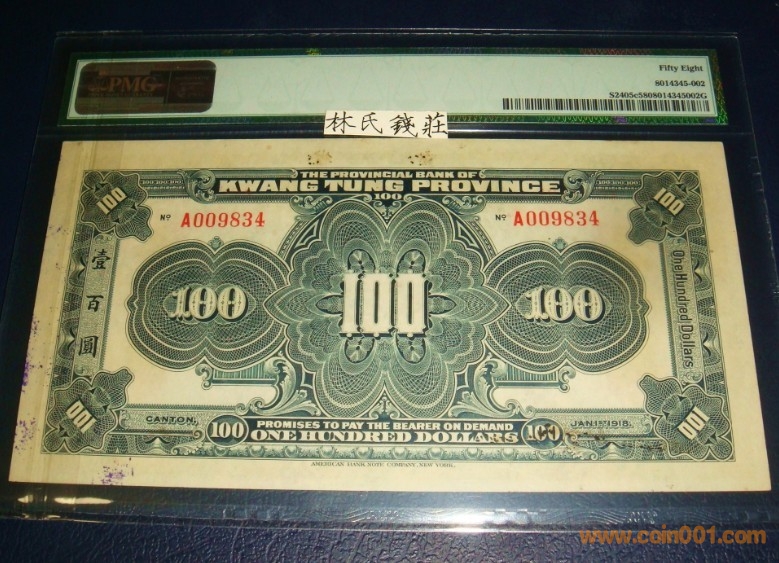 PMG
Fifty Eight
8014345-002
S2405c5808014345002G
林氏錢莊
THE PROVINCIAL BANK OF
KWANG TUNG PROVINCE
100
100
100
No A009834
No A009834
壹百圓
100
100
100
One Hundred Dollars
100
100
CANTON,
JAN.1st 1918.
100
PROMISES TO PAY THE BEARER ON DEMAND
ONE HUNDRED DOLLARS
100
AMERICAN BANK NOTE COMPANY, NEW YORK.
www.coin001.com